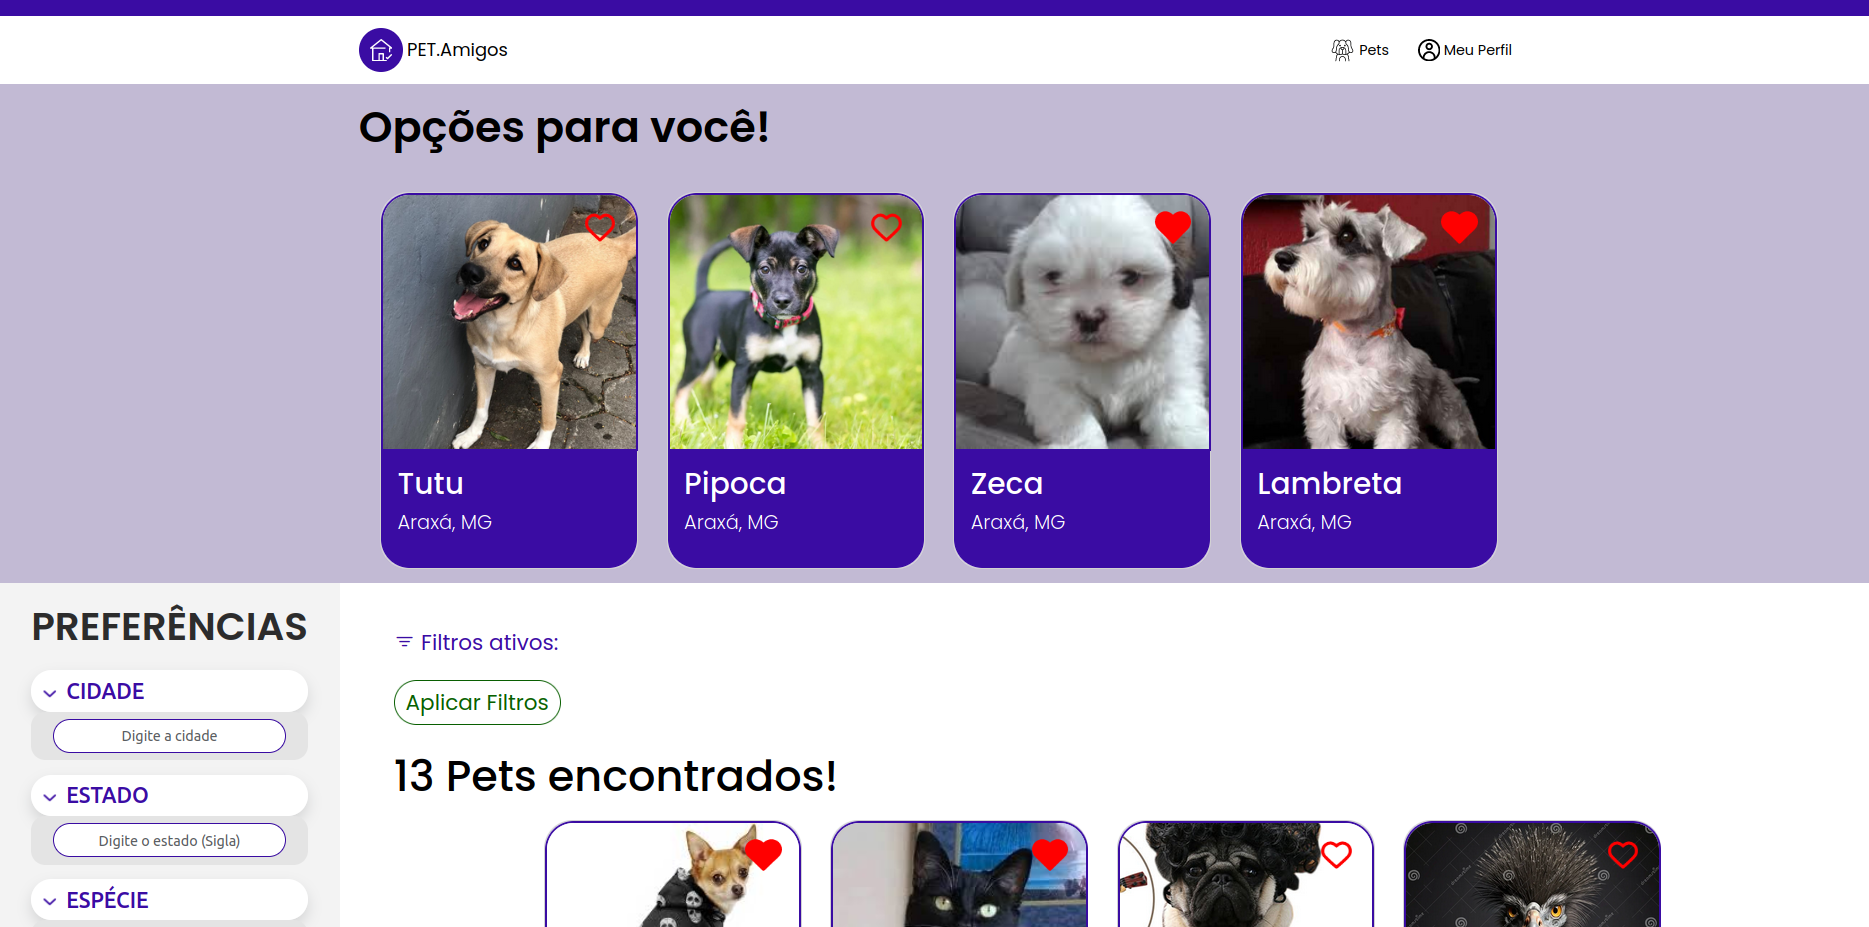 PET.Amigos
Pets
Meu Perfil
Opções para você!
Tutu
Araxá, MG
Pipoca
Araxá, MG
Zeca
Araxá, MG
Lambreta
Araxá, MG
PREFERÊNCIAS
CIDADE
Digite a cidade
ESTADO
Digite o estado (Sigla)
ESPÉCIE
Filtros ativos:
Aplicar Filtros
13 Pets encontrados!